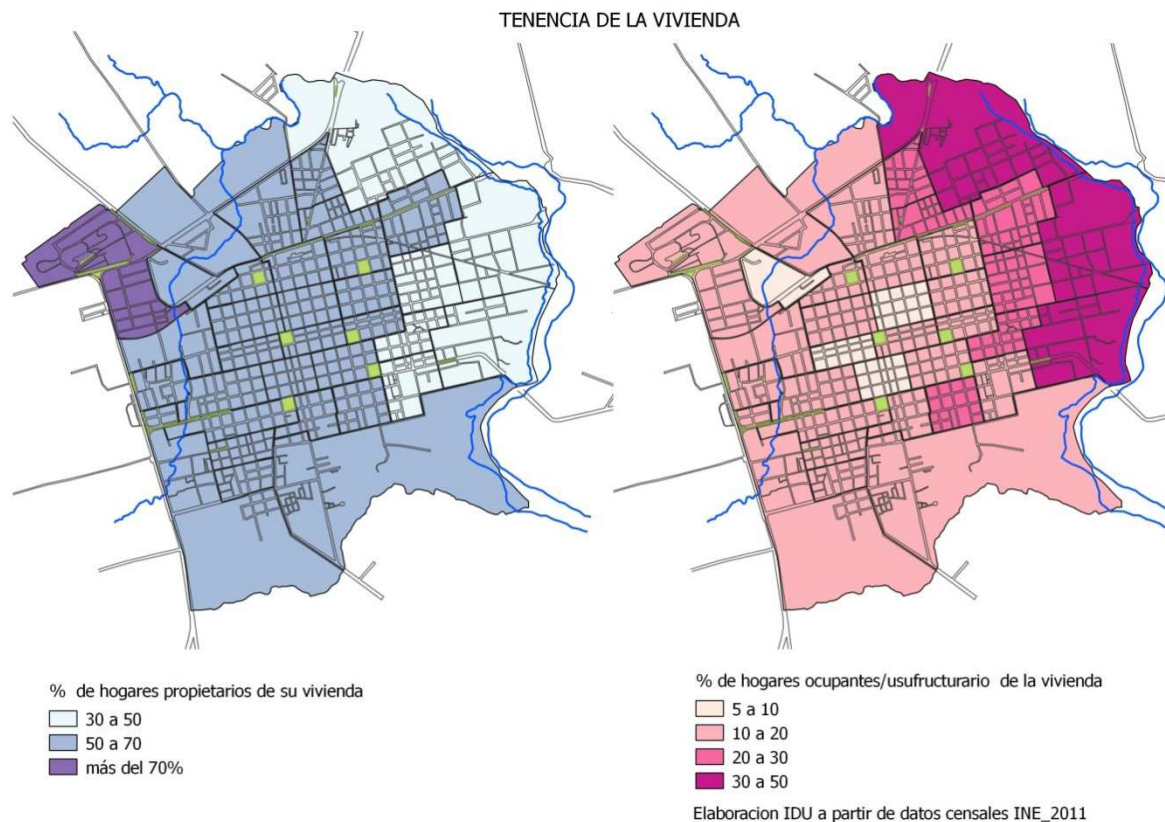 TENENCIA DE LA VIVIENDA
% de hogares propietarios de su vivienda
30 a 50
50 a 70
más del 70%
% de hogares ocupantes/usufructurario de la vivienda
5 a 10
10 a 20
20 a 30
30 a 50
Elaboracion IDU a partir de datos censales INE_2011